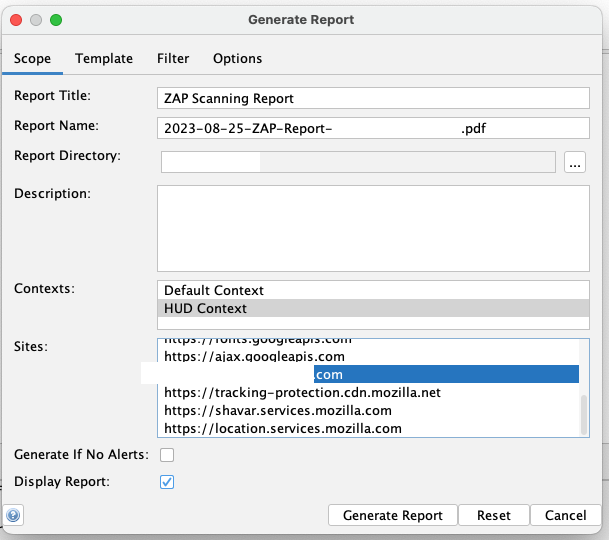 Generate Report
Scope Template Filter Options
Report Title: ZAP Scanning Report
Report Name: 2023-08-25-ZAP-Report- .pdf
Report Directory: ...
Description:
Contexts: Default Context
HUD Context
Sites: https://fonts.googleapis.com
https://ajax.googleapis.com
.com
https://tracking-protection.cdn.mozilla.net
https://shavar.services.mozilla.com
https://location.services.mozilla.com
Generate If No Alerts:
Display Report:
? Generate Report Reset Cancel